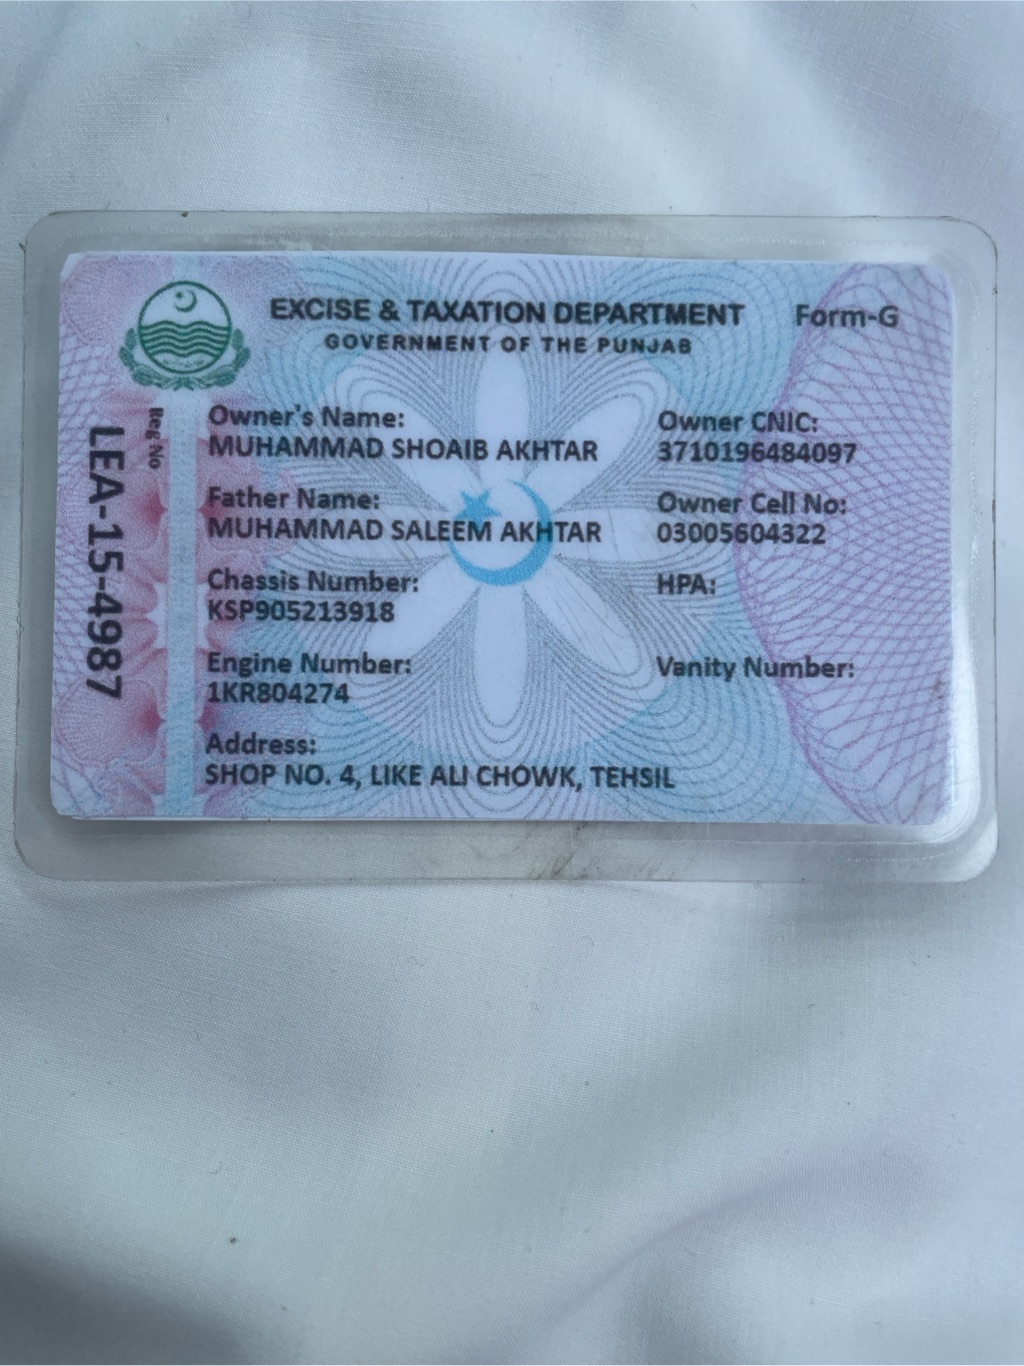 EXCISE & TAXATION DEPARTMENT
Form-G
GOVERNMENT OF THE PUNJAB
Reg No
LEA-15-4987
Owner's Name:
MUHAMMAD SHOAIB AKHTAR
Owner CNIC:
3710196484097
Father Name:
MUHAMMAD SALEEM AKHTAR
Owner Cell No:
03005604322
Chassis Number:
KSP905213918
HPA:
Engine Number:
1KR804274
Vanity Number:
Address:
SHOP NO. 4, LIKE ALI CHOWK, TEHSIL